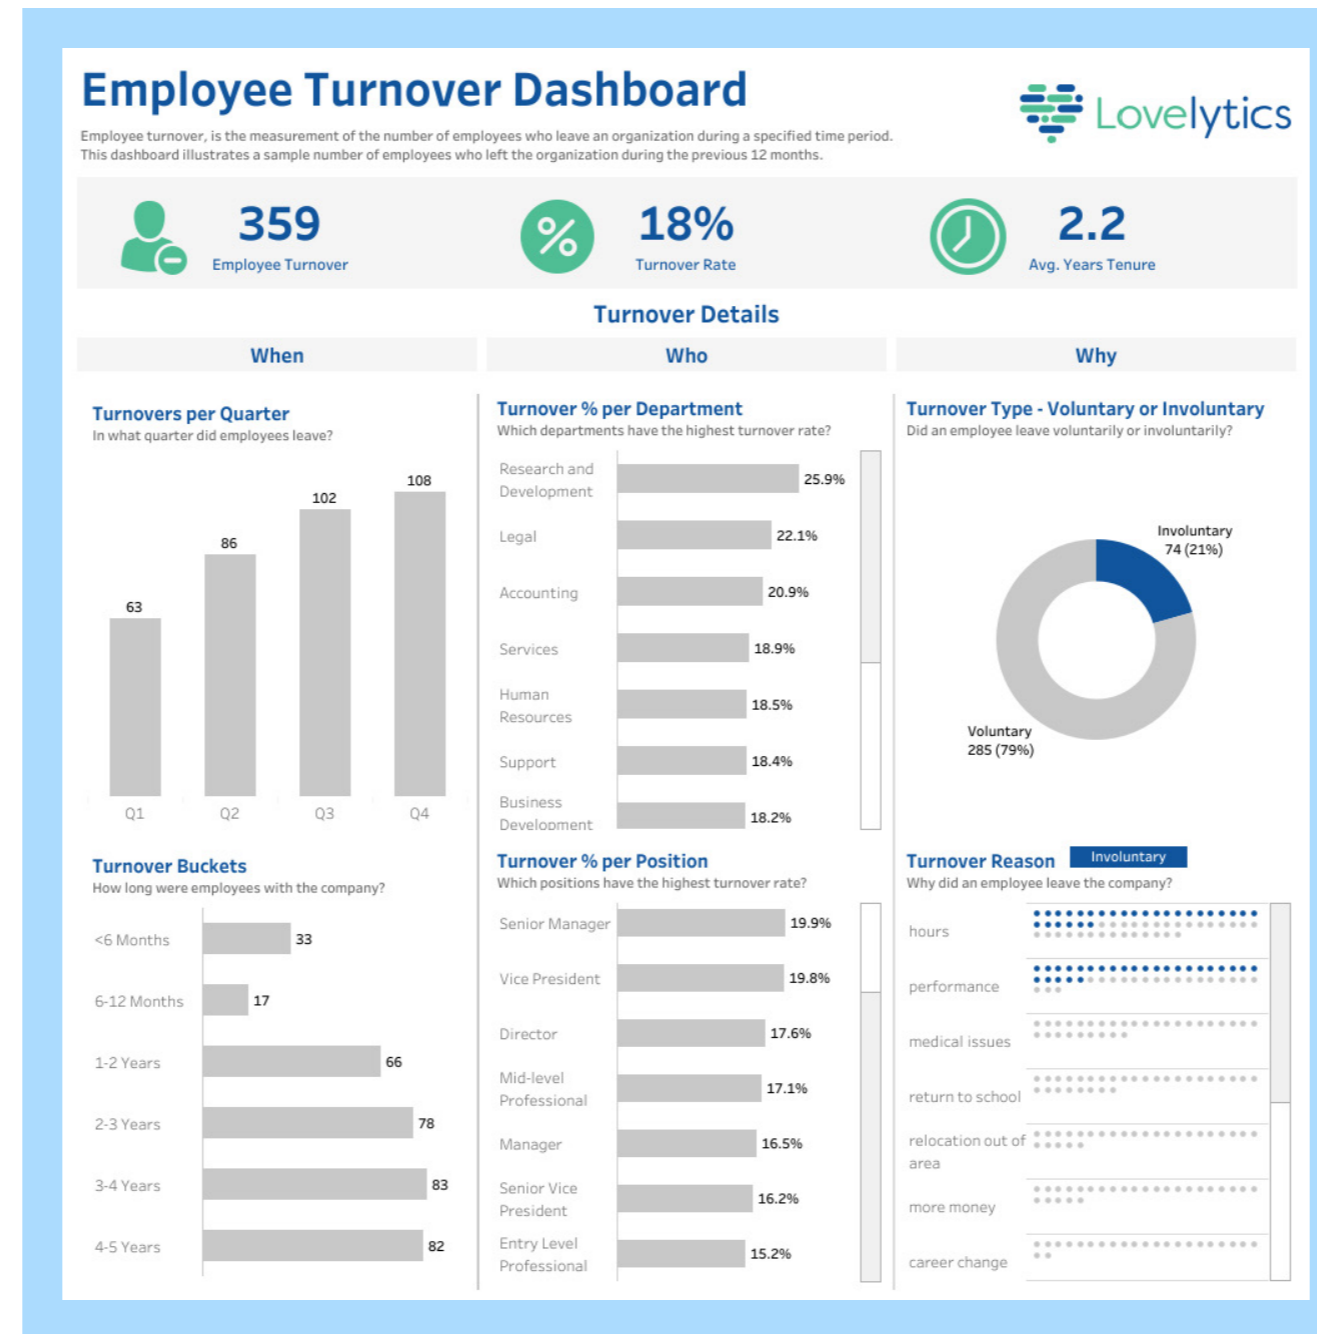 Employee Turnover Dashboard
Employee turnover, is the measurement of the number of employees who leave an organization during a specified time period.
This dashboard illustrates a sample number of employees who left the organization during the previous 12 months.
Lovelytics
359
Employee Turnover
18%
Turnover Rate
2.2
Avg. Years Tenure
Turnover Details
When
Who
Why
Turnovers per Quarter
In what quarter did employees leave?
63
86
102
108
Q1
Q2
Q3
Q4
Turnover % per Department
Which departments have the highest turnover rate?
Research and
Development
25.9%
Legal
22.1%
Accounting
20.9%
Services
18.9%
Human
Resources
18.5%
Support
18.4%
Business
Development
18.2%
Turnover Type - Voluntary or Involuntary
Did an employee leave voluntarily or involuntarily?
Involuntary
74 (21%)
Voluntary
285 (79%)
Turnover Buckets
How long were employees with the company?
<6 Months
33
6-12 Months
17
1-2 Years
66
2-3 Years
78
3-4 Years
83
4-5 Years
82
Turnover % per Position
Which positions have the highest turnover rate?
Senior Manager
19.9%
Vice President
19.8%
Director
17.6%
Mid-level
Professional
17.1%
Manager
16.5%
Senior Vice
President
16.2%
Entry Level
Professional
15.2%
Turnover Reason
Involuntary
Why did an employee leave the company?
hours
performance
medical issues
return to school
relocation out of
area
more money
career change